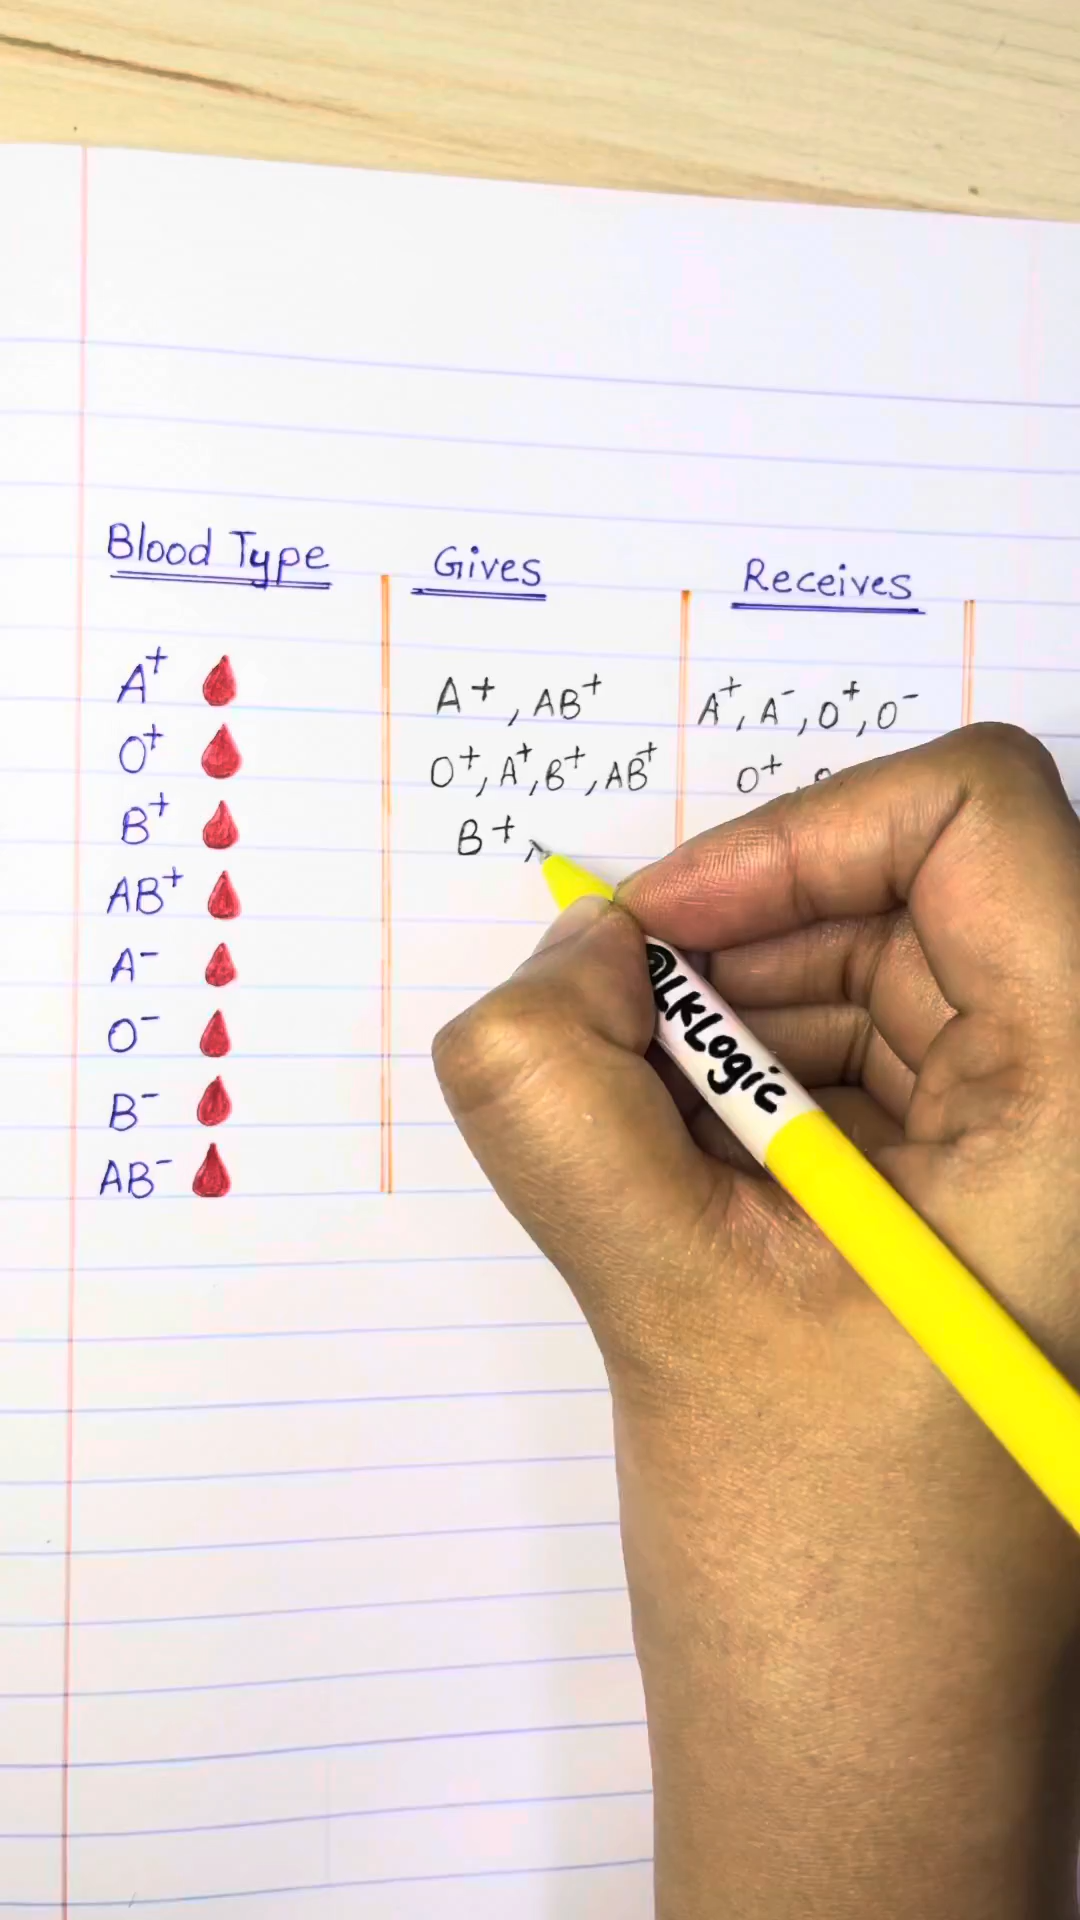 Blood Type Gives Receives
A⁺ A⁺, AB⁺ A⁺, A⁻, O⁺, O⁻
O⁺ O⁺, A⁺, B⁺, AB⁺ O⁺,
B⁺ B⁺,
AB⁺
A⁻
O⁻
B⁻
AB⁻
@LKLogic